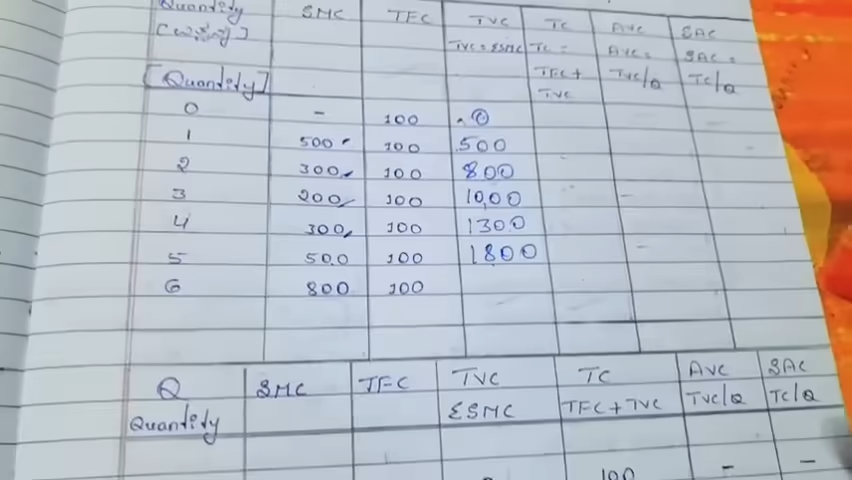 Quantity SMC TFC TVC TC AVC SAC
TVC = ΣSMC TC = AVC = SAC =
TFC + TVC/Q TC/Q
[Quantity] TVC
0 - 100 0
1 500 100 500
2 300 100 800
3 200 100 1000
4 300 100 1300
5 500 100 1800
6 800 100
Q SMC TFC TVC TC AVC SAC
Quantity ΣSMC TFC + TVC TVC/Q TC/Q
100 - -